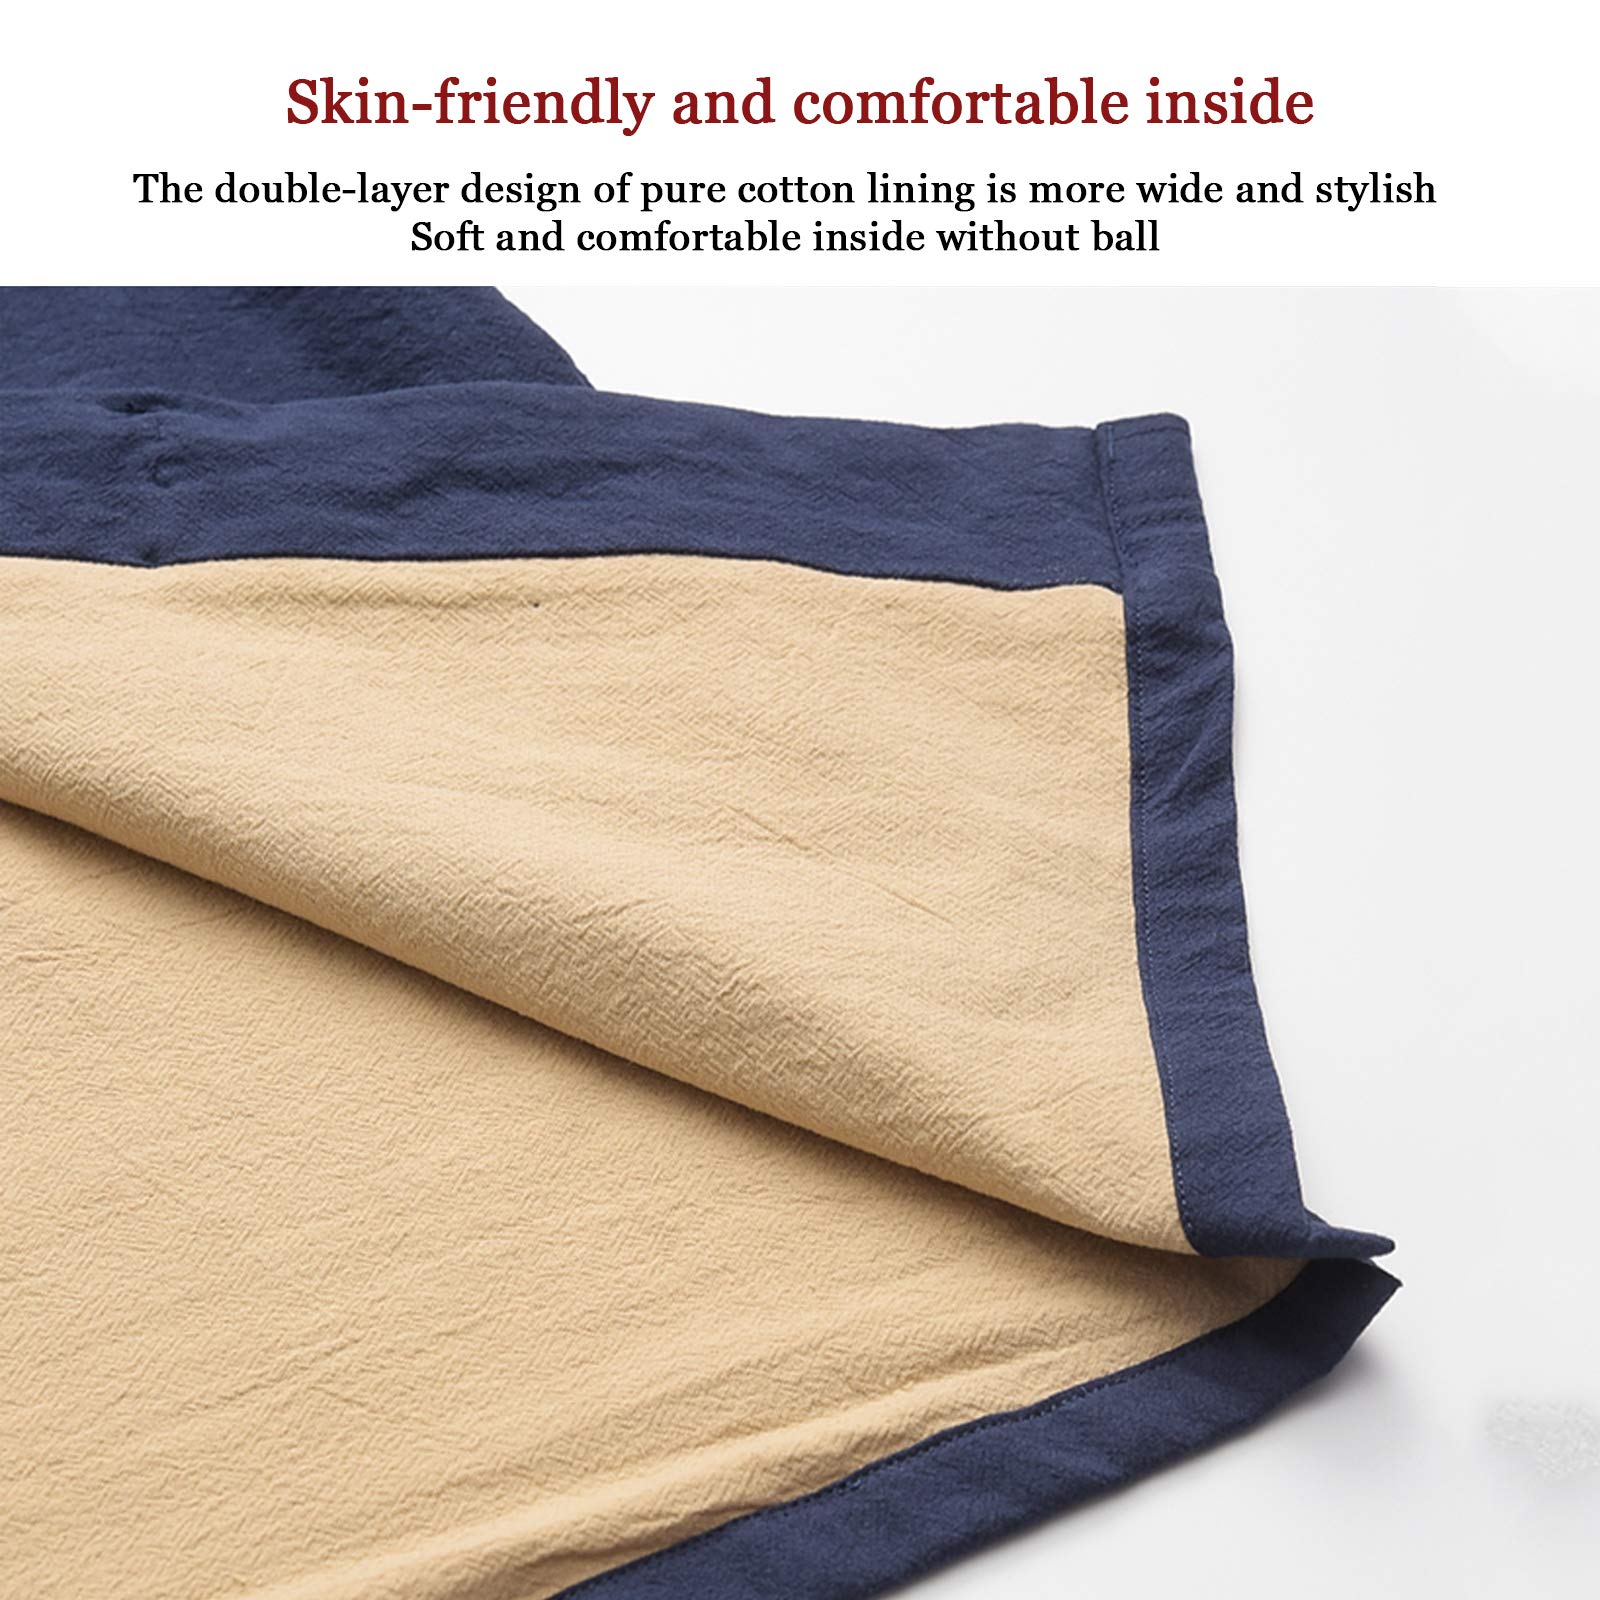 Skin-friendly and comfortable inside
The double-layer design of pure cotton lining is more wide and stylish
Soft and comfortable inside without ball